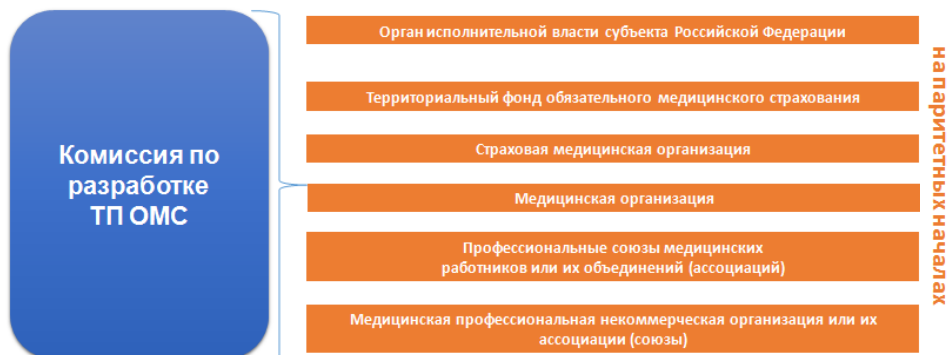 Комиссия по
разработке
ТП ОМС
Орган исполнительной власти субъекта Российской Федерации
Территориальный фонд обязательного медицинского страхования
Страховая медицинская организация
Медицинская организация
Профессиональные союзы медицинских
работников или их объединений (ассоциаций)
Медицинская профессиональная некоммерческая организация или их
ассоциации (союзы)
на паритетных началах